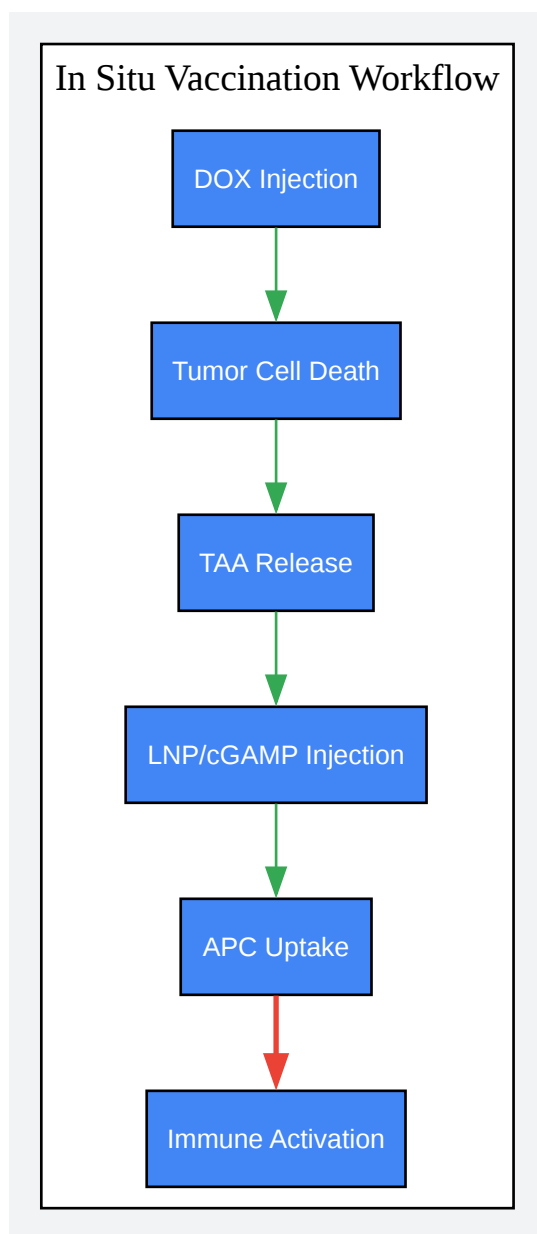 In Situ Vaccination Workflow
DOX Injection
Tumor Cell Death
TAA Release
LNP/cGAMP Injection
APC Uptake
Immune Activation